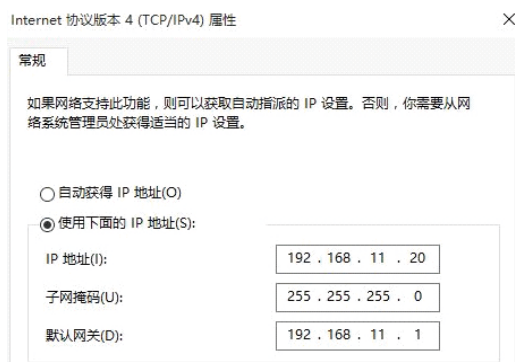 Internet 协议版本 4 (TCP/IPv4) 属性
常规
如果网络支持此功能，则可以获取自动指派的 IP 设置。否则，你需要从网
络系统管理员处获得适当的 IP 设置。
自动获得 IP 地址(O)
使用下面的 IP 地址(S):
IP 地址(I): 192 . 168 . 11 . 20
子网掩码(U): 255 . 255 . 255 . 0
默认网关(D): 192 . 168 . 11 . 1